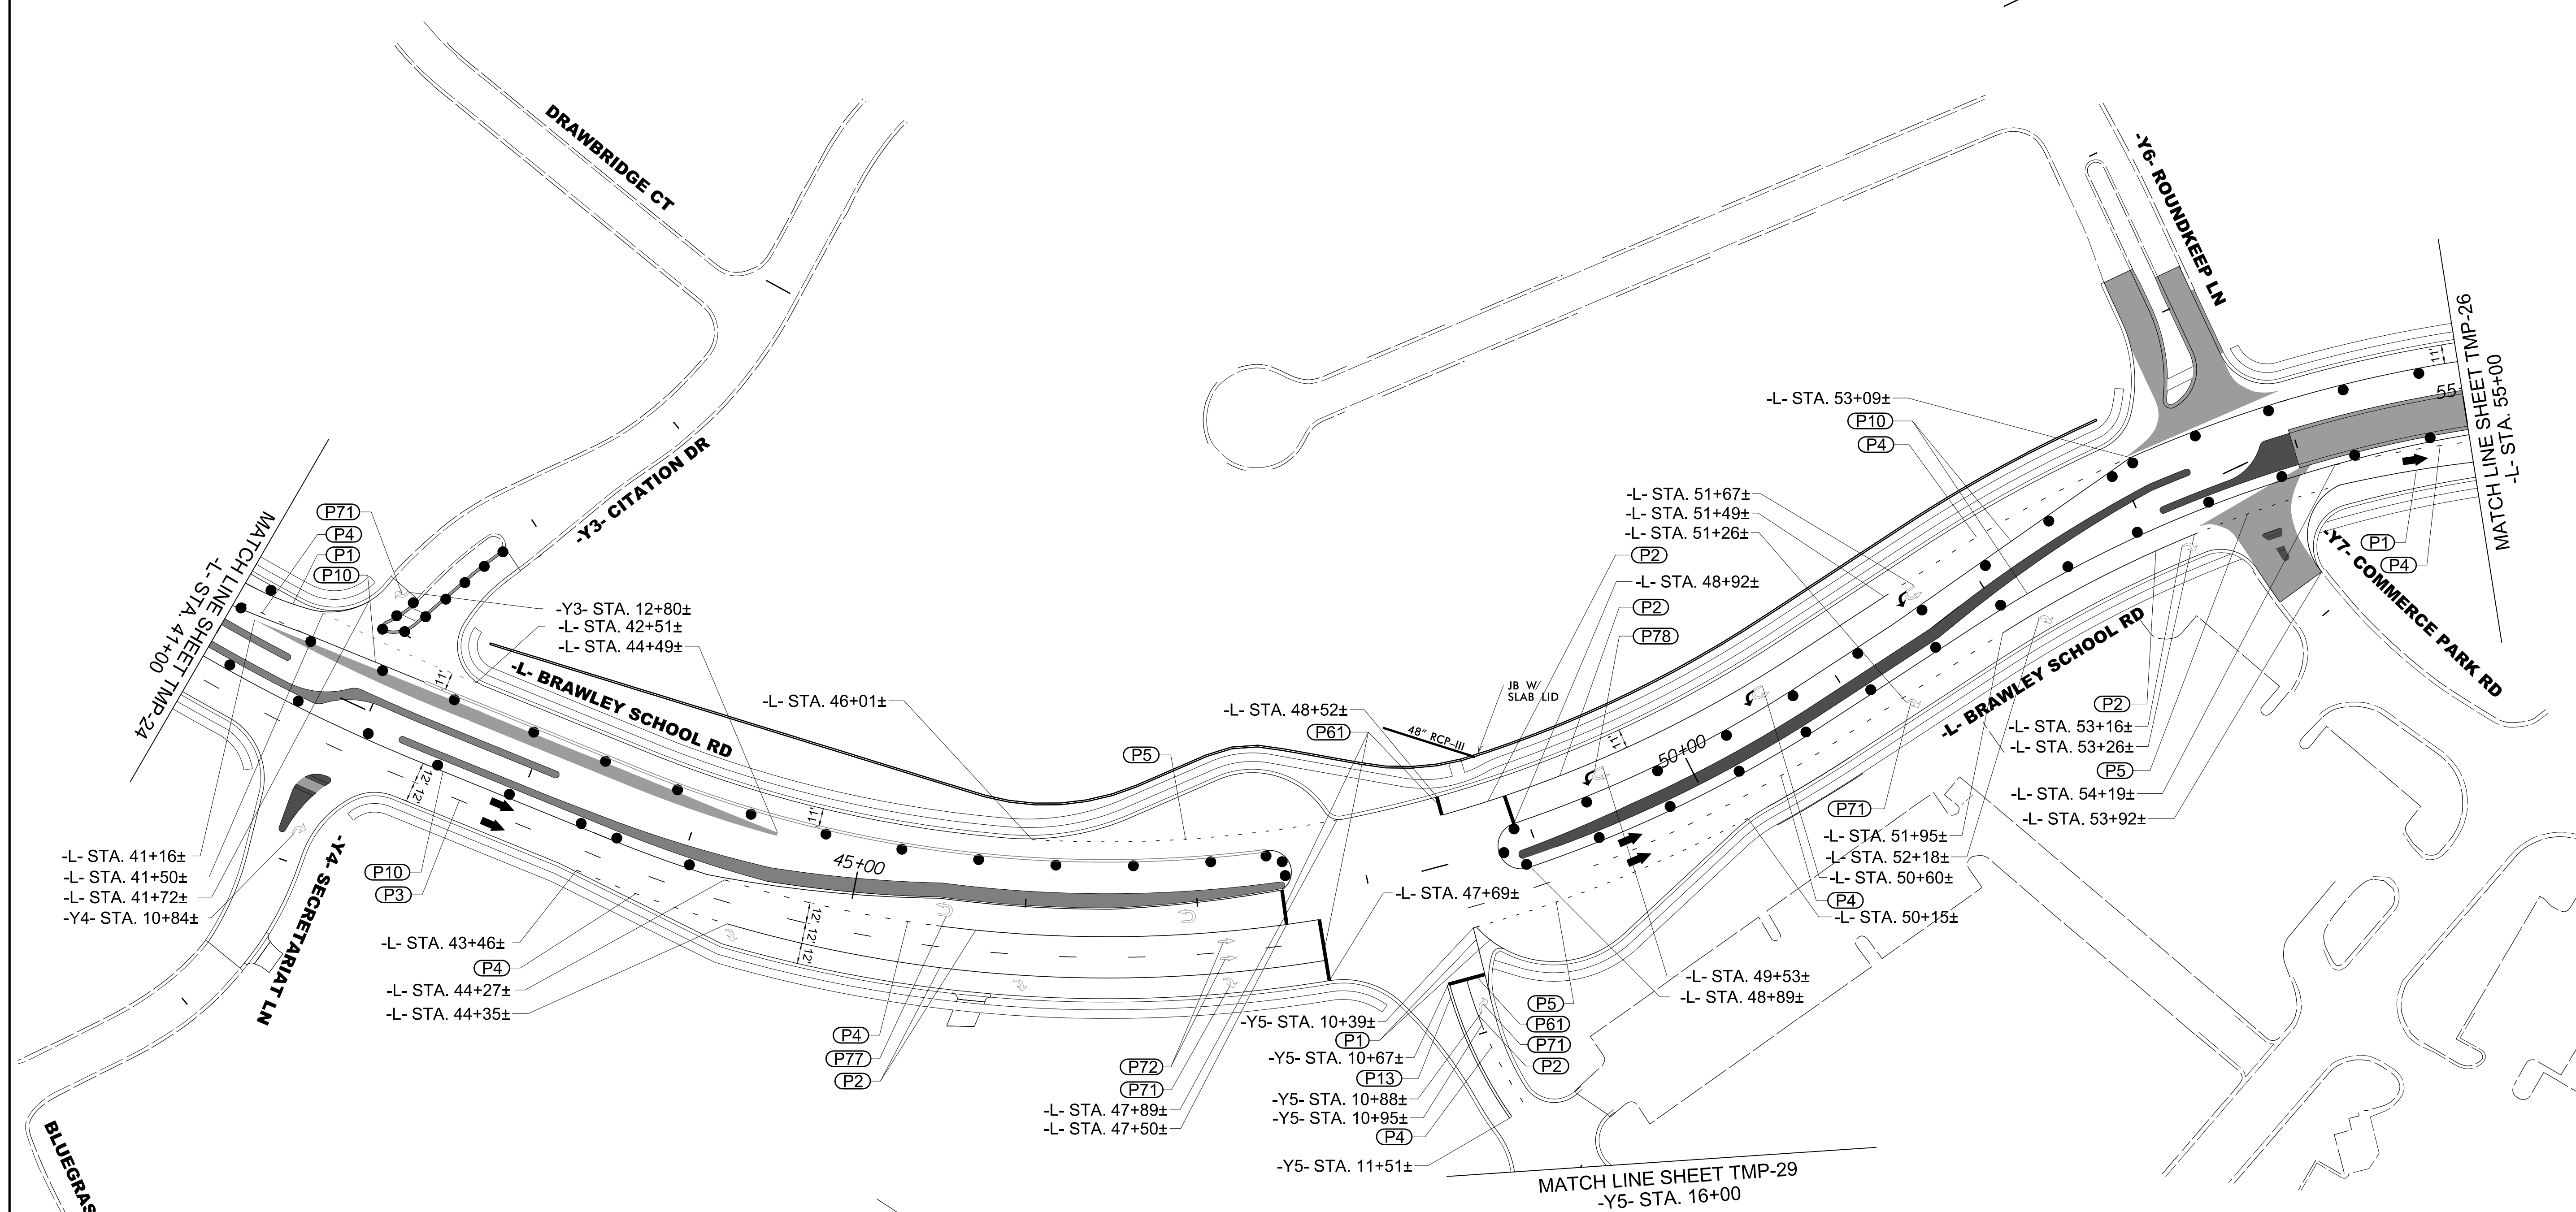 DRAWBRIDGE CT
-Y3- CITATION DR
-Y6- ROUNDKEEP LN
MATCH LINE SHEET TMP-24
-L- STA. 41+00
P71
P4
P1
P10
-Y3- STA. 12+80±
-L- STA. 42+51±
-L- STA. 44+49±
11'
-L- BRAWLEY SCHOOL RD
11'
-L- STA. 46+01±
P5
-L- STA. 48+52±
P61
48" RCP-III
JB W/
SLAB LID
-L- STA. 53+09±
P10
P4
-L- STA. 51+67±
-L- STA. 51+49±
-L- STA. 51+26±
P2
-L- STA. 48+92±
P2
P78
11'
50+00
11'
55+
MATCH LINE SHEET TMP-26
-L- STA. 55+00
P1
P4
-Y7- COMMERCE PARK RD
-L- BRAWLEY SCHOOL RD
P2
-L- STA. 53+16±
-L- STA. 53+26±
P5
-L- STA. 54+19±
-L- STA. 53+92±
P71
-L- STA. 51+95±
-L- STA. 52+18±
-L- STA. 50+60±
P4
-L- STA. 50+15±
-L- STA. 49+53±
-L- STA. 48+89±
-L- STA. 41+16±
-L- STA. 41+50±
-L- STA. 41+72±
-Y4- STA. 10+84±
-Y4- SECRETARIAT LN
12' 12'
P10
P3
45+00
-L- STA. 43+46±
P4
-L- STA. 44+27±
-L- STA. 44+35±
12' 12' 12'
P4
P77
P2
-L- STA. 47+69±
P72
P71
-L- STA. 47+89±
-L- STA. 47+50±
-Y5- STA. 10+39±
P1
-Y5- STA. 10+67±
P13
-Y5- STA. 10+88±
-Y5- STA. 10+95±
P4
-Y5- STA. 11+51±
P5
P61
P71
P2
MATCH LINE SHEET TMP-29
-Y5- STA. 16+00
BLUEGRAS